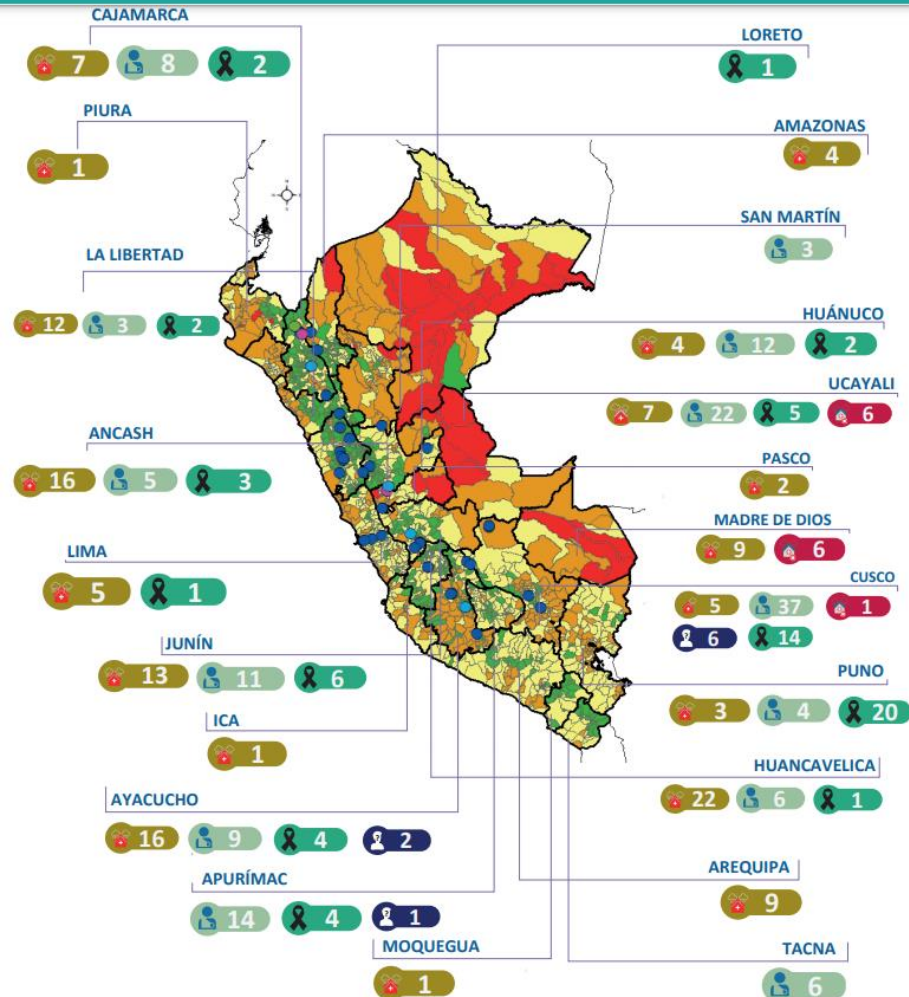 CAJAMARCA
7 8 2
PIURA
1
LA LIBERTAD
12 3 2
ANCASH
16 5 3
LIMA
5 1
JUNÍN
13 11 6
ICA
1
AYACUCHO
16 9 4 2
APURÍMAC
14 4 1
MOQUEGUA
1
LORETO
1
AMAZONAS
4
SAN MARTÍN
3
HUÁNUCO
4 12 2
UCAYALI
7 22 5 6
PASCO
2
MADRE DE DIOS
9 6
CUSCO
5 37 1
6 14
PUNO
3 4 20
HUANCAVELICA
22 6 1
AREQUIPA
9
TACNA
6